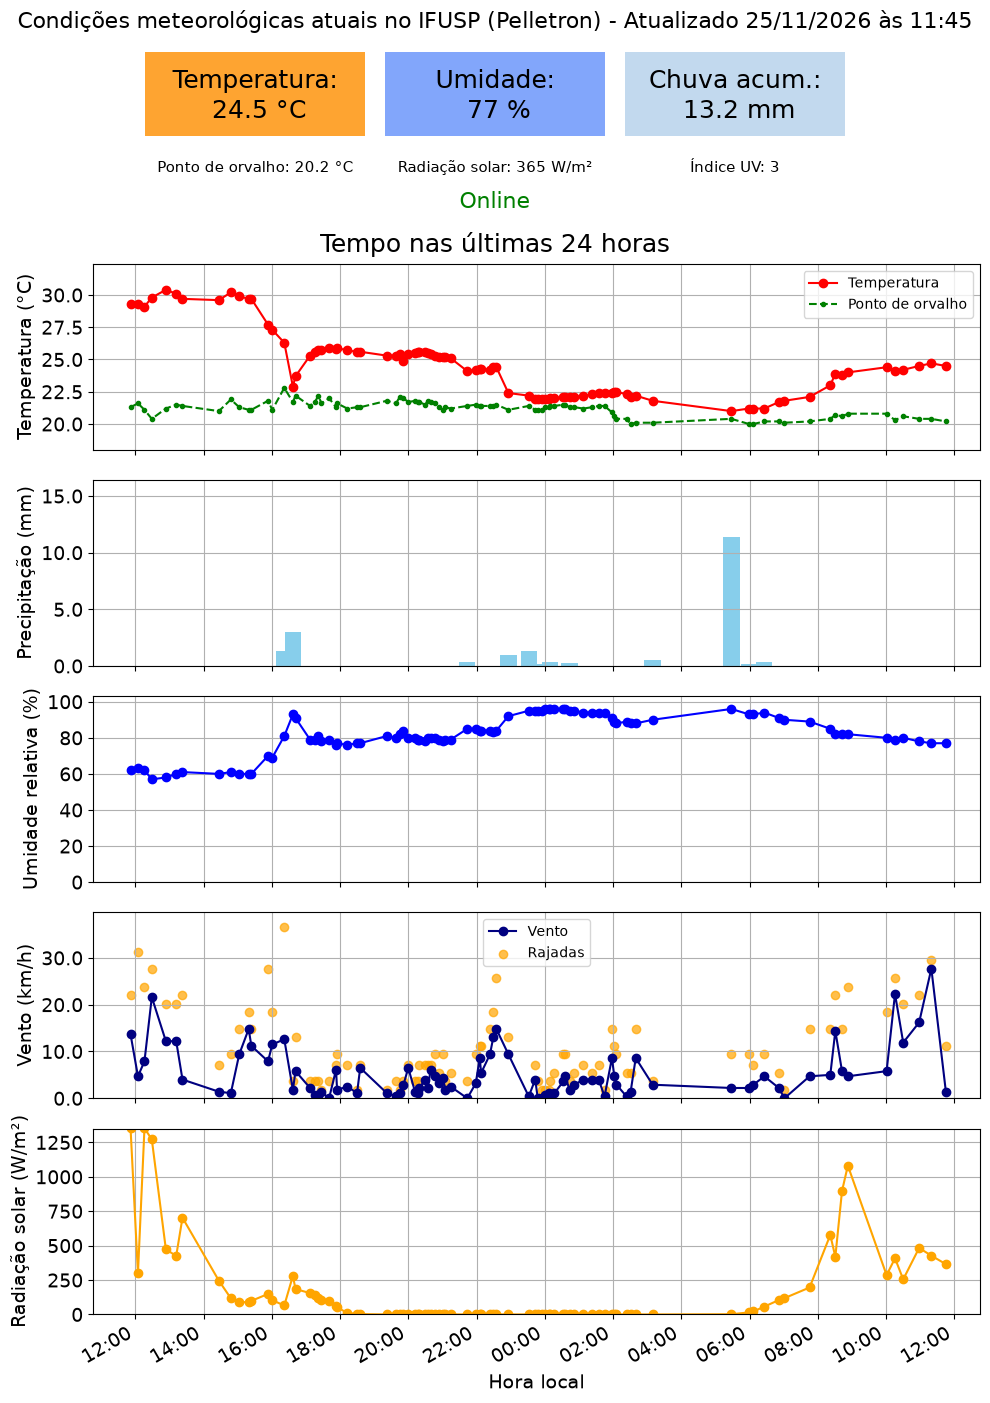 Condições meteorológicas atuais no IFUSP (Pelletron) - Atualizado 25/11/2026 às 11:45
Temperatura:
24.5 °C
Umidade:
77 %
Chuva acum.:
13.2 mm
Ponto de orvalho: 20.2 °C
Radiação solar: 365 W/m²
Índice UV: 3
Online
Tempo nas últimas 24 horas
Temperatura (°C)
30.0
27.5
25.0
22.5
20.0
Temperatura
Ponto de orvalho
Precipitação (mm)
15.0
10.0
5.0
0.0
Umidade relativa (%)
100
80
60
40
20
0
Vento (km/h)
30.0
20.0
10.0
0.0
Vento
Rajadas
Radiação solar (W/m²)
1250
1000
750
500
250
0
12:00 14:00 16:00 18:00 20:00 22:00 00:00 02:00 04:00 06:00 08:00 10:00 12:00
Hora local